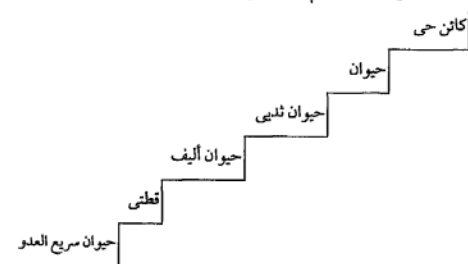 كائن حى
حيوان
حيوان ثديى
حيوان أليف
قطتى
حيوان سريع العدو